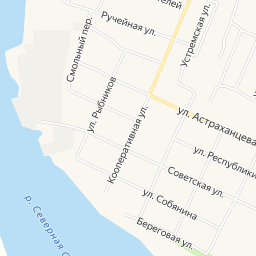 телей
Ручейная ул.
Смольный пер.
Устремская ул.
ул. Рыбников
Кооперативная ул.
ул. Астраханцева
ул. Республики
Советская ул.
ул. Собянина
Береговая ул.
р. Северная С